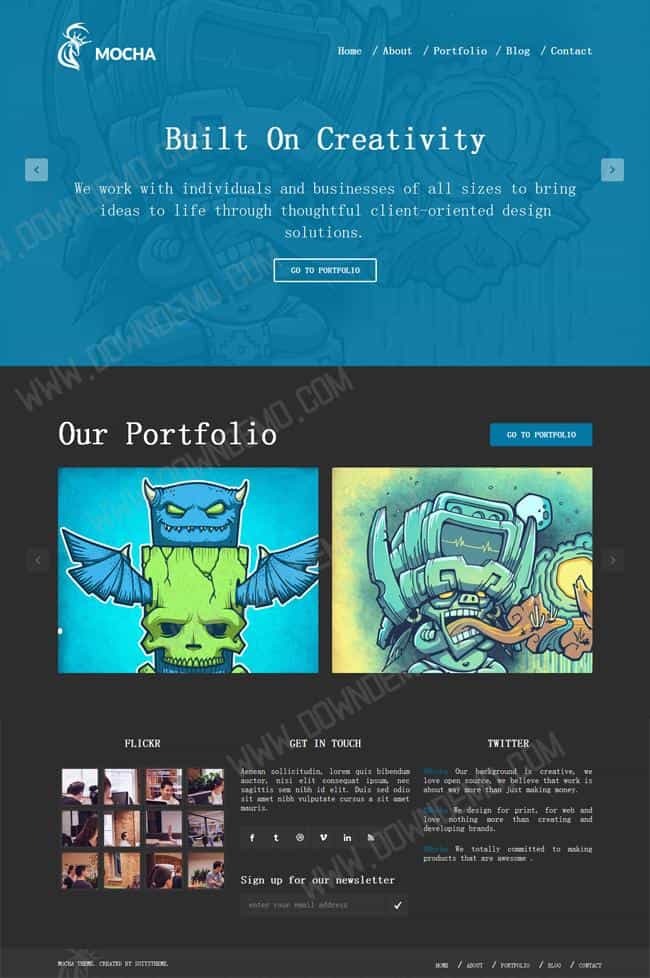 MOCHA
Home / About / Portfolio / Blog / Contact
Built On Creativity
We work with individuals and businesses of all sizes to bring
ideas to life through thoughtful client-oriented design
solutions.
GO TO PORTFOLIO
Our Portfolio
GO TO PORTFOLIO
FLICKR
GET IN TOUCH
Aenean sollicitudin, lorem quis bibendum
auctor, nisi elit consequat ipsum, nec
sagittis sem nibh id elit. Duis sed odio
sit amet nibh vulputate cursus a sit amet
mauris.
Sign up for our newsletter
enter your email address
TWITTER
@Mocha Our background is creative, we
love open source, we believe that work is
about way more than just making money.
@Mocha We design for print, for web and
love nothing more than creating and
developing brands.
@Mocha We totally committed to making
products that are awesome .
MOCHA THEME. CREATED BY SUITSTHEME.
HOME / ABOUT / PORTFOLIO / BLOG / CONTACT
WWW.DOWNDEMO.COM
WWW.DOWNDEMO.COM
WWW.DOWNDEMO.COM